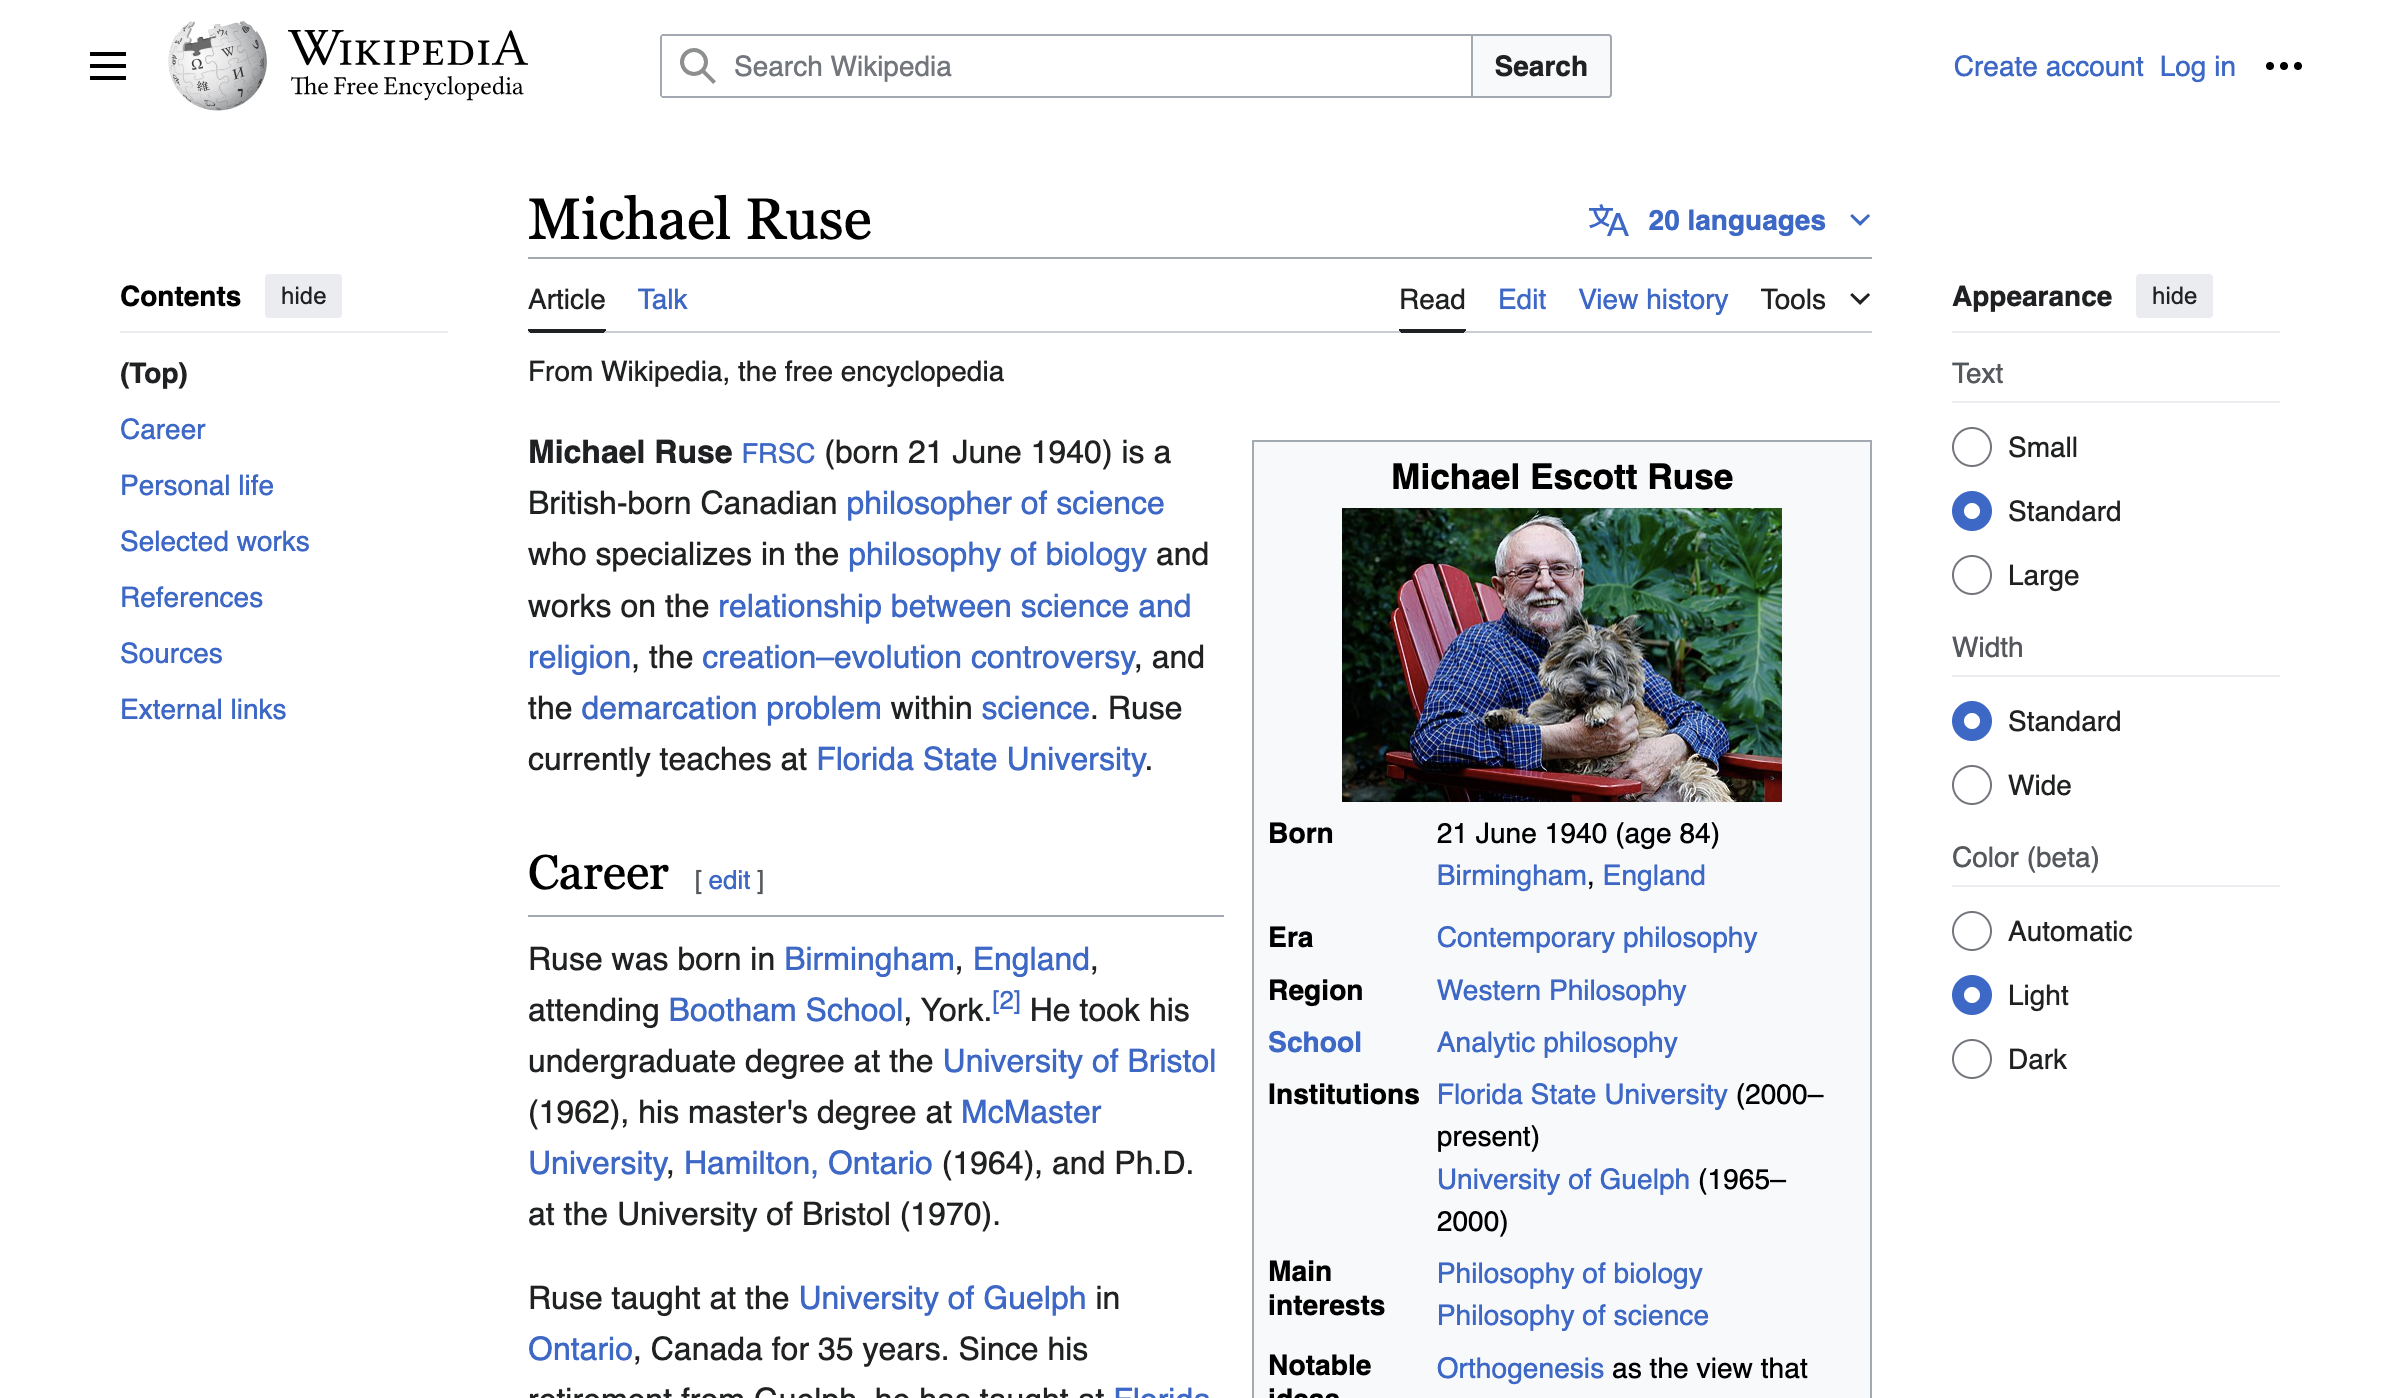 WIKIPEDIA
The Free Encyclopedia
Search Wikipedia
Search
Create account Log in
Michael Ruse
20 languages
Contents hide
(Top)
Career
Personal life
Selected works
References
Sources
External links
Article Talk
Read Edit View history Tools
From Wikipedia, the free encyclopedia
Michael Ruse FRSC (born 21 June 1940) is a
British-born Canadian philosopher of science
who specializes in the philosophy of biology and
works on the relationship between science and
religion, the creation–evolution controversy, and
the demarcation problem within science. Ruse
currently teaches at Florida State University.
Career [ edit ]
Ruse was born in Birmingham, England,
attending Bootham School, York.[2] He took his
undergraduate degree at the University of Bristol
(1962), his master's degree at McMaster
University, Hamilton, Ontario (1964), and Ph.D.
at the University of Bristol (1970).
Ruse taught at the University of Guelph in
Ontario, Canada for 35 years. Since his
retirement from Guelph, he has taught at Florida
Michael Escott Ruse
Born 21 June 1940 (age 84)
Birmingham, England
Era Contemporary philosophy
Region Western Philosophy
School Analytic philosophy
Institutions Florida State University (2000–
present)
University of Guelph (1965–
2000)
Main interests Philosophy of biology
Philosophy of science
Notable ideas Orthogenesis as the view that
Appearance hide
Text
Small
Standard
Large
Width
Standard
Wide
Color (beta)
Automatic
Light
Dark